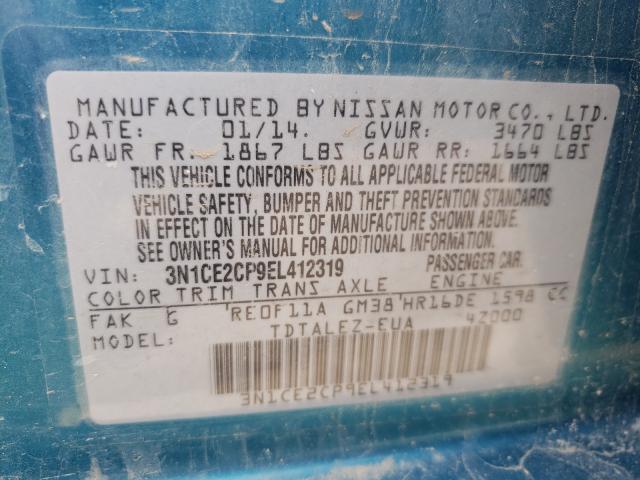 MANUFACTURED BY NISSAN MOTOR CO., LTD.
DATE: 01/14. GVWR: 3470 LBS
GAWR FR: 1867 LBS GAWR RR: 1664 LBS
THIS VEHICLE CONFORMS TO ALL APPLICABLE FEDERAL MOTOR
VEHICLE SAFETY, BUMPER AND THEFT PREVENTION STANDARDS
IN EFFECT ON THE DATE OF MANUFACTURE SHOWN ABOVE.
SEE OWNER'S MANUAL FOR ADDITIONAL INFORMATION.
VIN: 3N1CE2CP9EL412319 PASSENGER CAR.
COLOR TRIM TRANS AXLE ENGINE
FAK G RE0F11A GM38 HR16DE 1598 CC
MODEL: TDTALEZ-EUA 42000
3N1CE2CP9EL412319